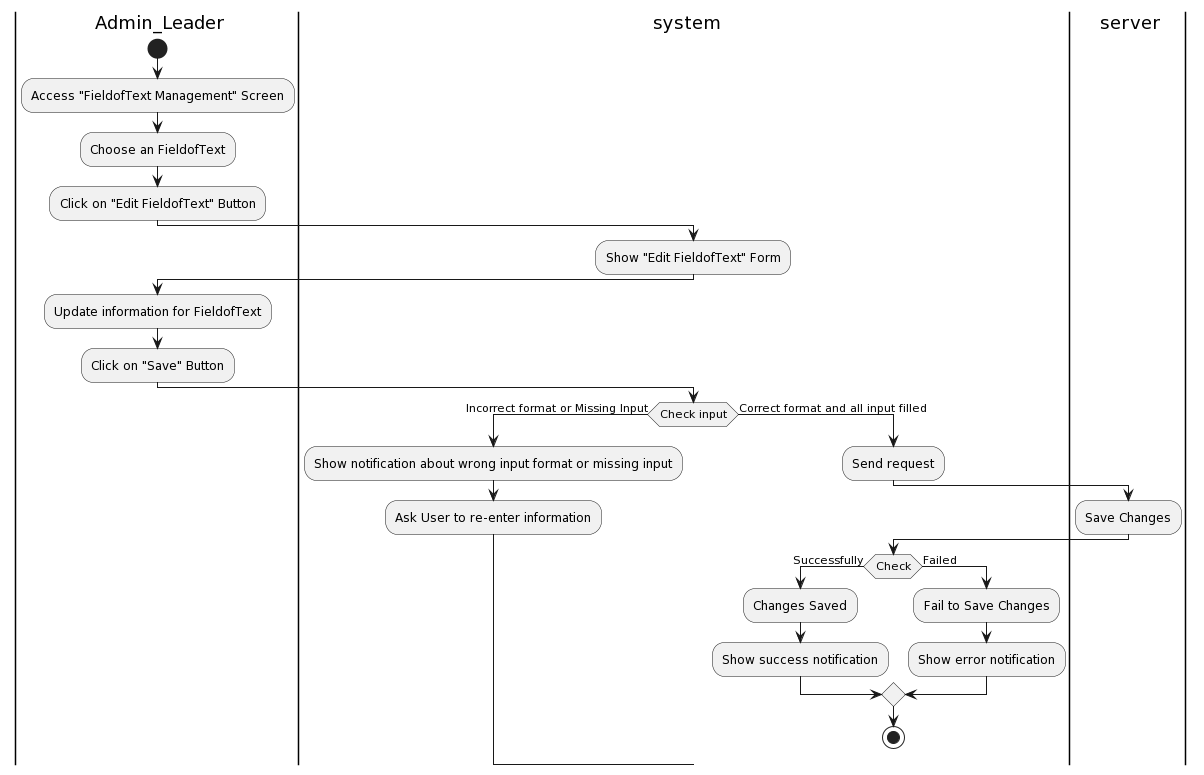 Admin_Leader
system
server
Access "FieldofText Management" Screen
Choose an FieldofText
Click on "Edit FieldofText" Button
Show "Edit FieldofText" Form
Update information for FieldofText
Click on "Save" Button
Incorrect format or Missing Input
Check input
Correct format and all input filled
Show notification about wrong input format or missing input
Send request
Ask User to re-enter information
Save Changes
Successfully
Check
Failed
Changes Saved
Fail to Save Changes
Show success notification
Show error notification